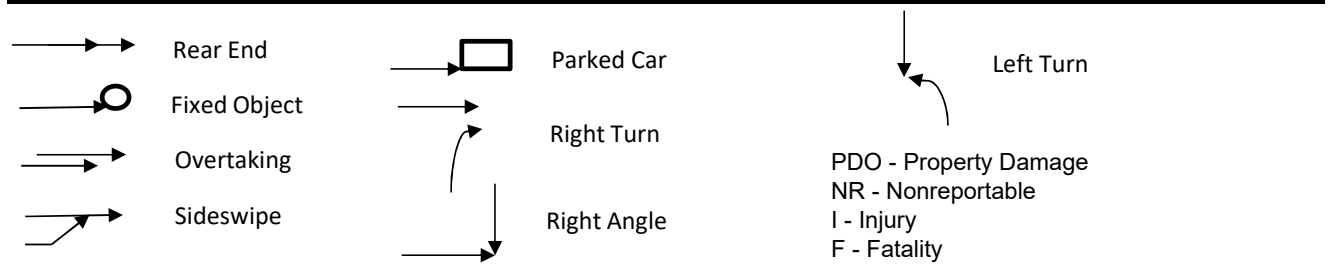 Rear End
Fixed Object
Overtaking
Sideswipe
Parked Car
Right Turn
Right Angle
Left Turn
PDO - Property Damage
NR - Nonreportable
I - Injury
F - Fatality